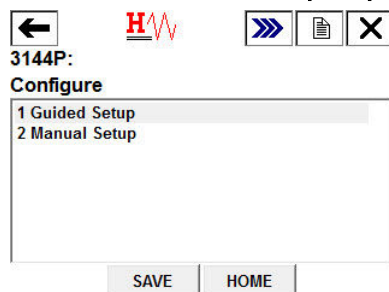 H
3144P:
Configure
1 Guided Setup
2 Manual Setup
SAVE HOME